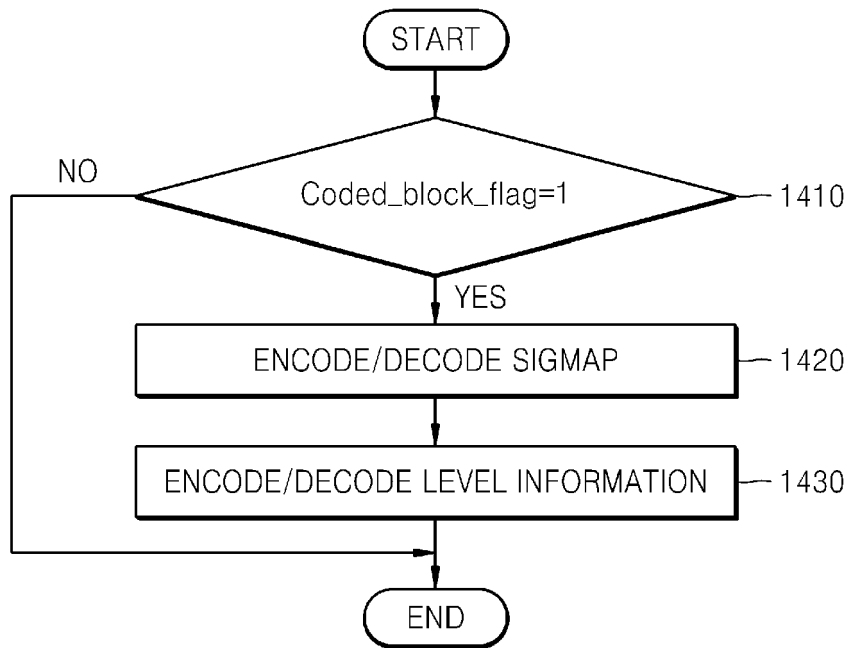 START
NO
Coded_block_flag=1
1410
YES
ENCODE/DECODE SIGMAP
1420
ENCODE/DECODE LEVEL INFORMATION
1430
END